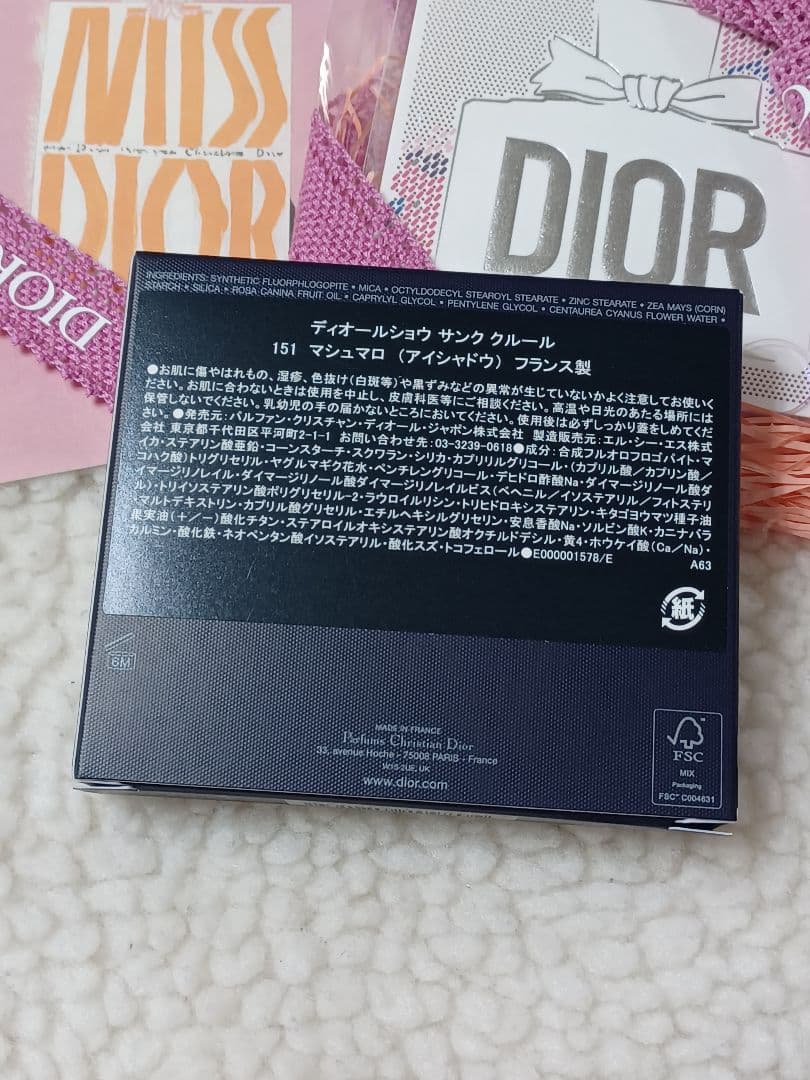 MISS
DIOR
DIOR
DIOR
INGREDIENTS: SYNTHETIC FLUORPHLOGOPITE • MICA • OCTYLDODECYL STEAROYL STEARATE • ZINC STEARATE • ZEA MAYS (CORN)
STARCH • SILICA • ROSA CANINA FRUIT OIL • CAPRYLYL GLYCOL • PENTYLENE GLYCOL • CENTAUREA CYANUS FLOWER WATER •
ディオールショウ サンク クルール
151 マシュマロ (アイシャドウ) フランス製
●お肌に傷やはれもの、湿疹、色抜け(白斑等)や黒ずみなどの異常が生じていないかよく注意してお使いく
ださい。お肌に合わないときは使用を中止し、皮膚科医等にご相談ください。高温や日光のあたる場所には
保管しないでください。乳幼児の手の届かないところにおいてください。使用後は必ずしっかり蓋をしめてくだ
さい。●発売元:パルファン・クリスチャン・ディオール・ジャポン株式会社 製造販売元:エル・シー・エス株式
会社 東京都千代田区平河町2-1-1 お問い合わせ先:03-3239-0618●成分:合成フルオロフロゴパイト・マ
イカ・ステアリン酸亜鉛・コーンスターチ・スクワラン・シリカ・カプリリルグリコール・(カプリル酸/カプリン酸/
コハク酸)トリグリセリル・ヤグルマギク花水・ペンチレングリコール・デヒドロ酢酸Na・ダイマージリノール酸ダ
イマージリノレイル・ダイマージリノール酸ダイマージリノレイルビス(ベヘニル/イソステアリル/フィトステリ
ル)・トリイソステアリン酸ポリグリセリル-2・ラウロイルリシン・トリヒドロキシステアリン・キタゴヨウマツ種子油・
マルトデキストリン・カプリル酸グリセリル・エチルヘキシルグリセリン・安息香酸Na・ソルビン酸K・カニナバラ
果実油(+/−)酸化チタン・ステアロイルオキシステアリン酸オクチルドデシル・黄4・ホウケイ酸(Ca/Na)・
カルミン・酸化鉄・ネオペンタン酸イソステアリル・酸化スズ・トコフェロール●E000001578/E
A63
紙
6M
MADE IN FRANCE
Parfums Christian Dior
33, avenue Hoche - 75008 PARIS - France
W1S 2UE, UK
www.dior.com
FSC
MIX
Packaging
FSC™ C004631